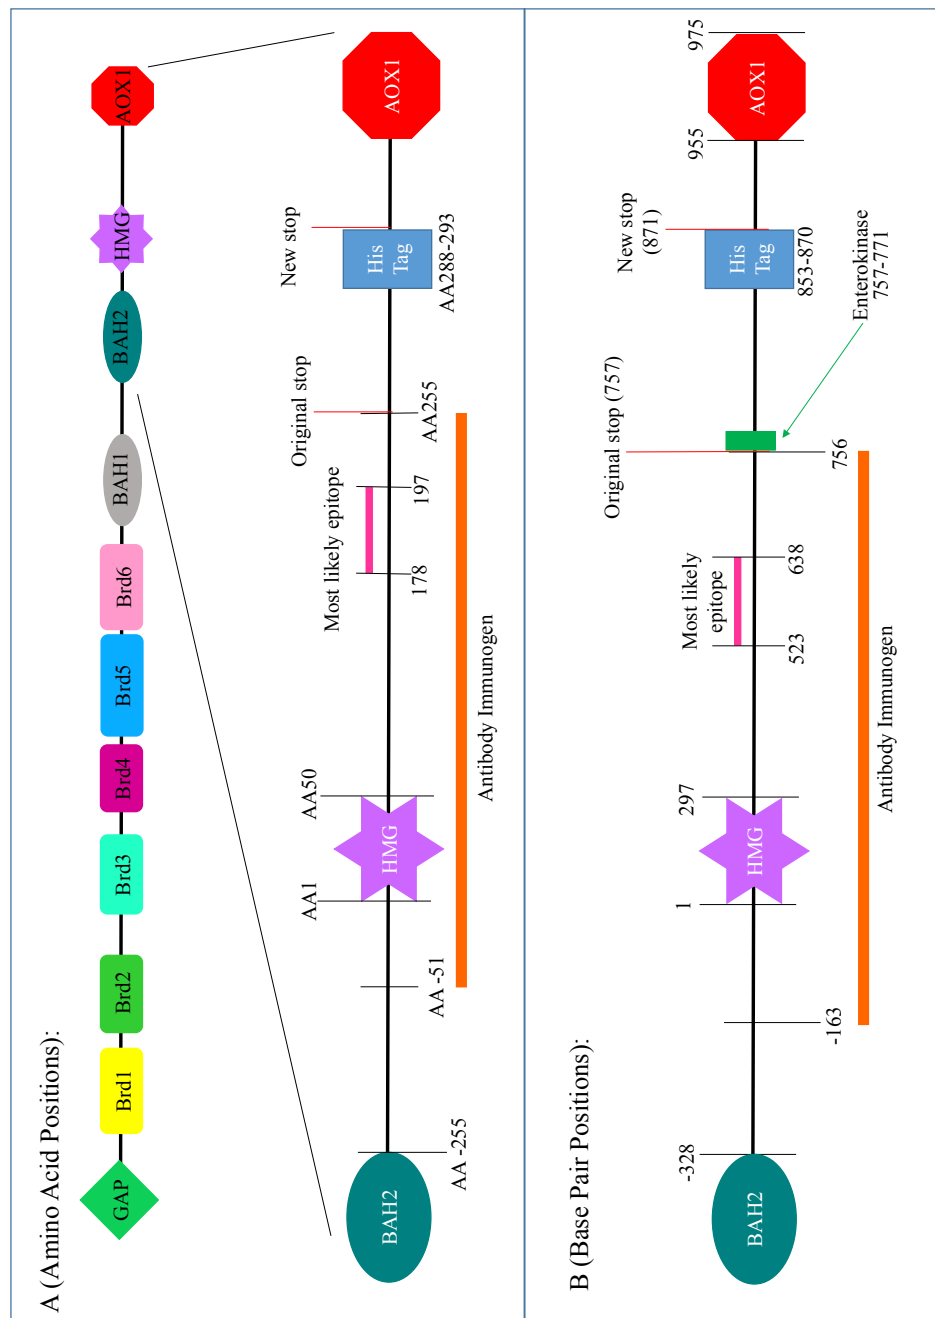 A (Amino Acid Positions):
GAP
Brd1
Brd2
Brd3
Brd4
Brd5
Brd6
BAH1
BAH2
HMG
AOX1
BAH2
AA -255
AA -51
AA1
HMG
AA50
Most likely epitope
178
197
Original stop
AA255
New stop
His
Tag
AA288-293
AOX1
Antibody Immunogen
B (Base Pair Positions):
BAH2
-328
-163
1
HMG
297
Most likely
epitope
523
638
Original stop (757)
756
Enterokinase
757-771
New stop
(871)
His
Tag
853-870
955
AOX1
975
Antibody Immunogen